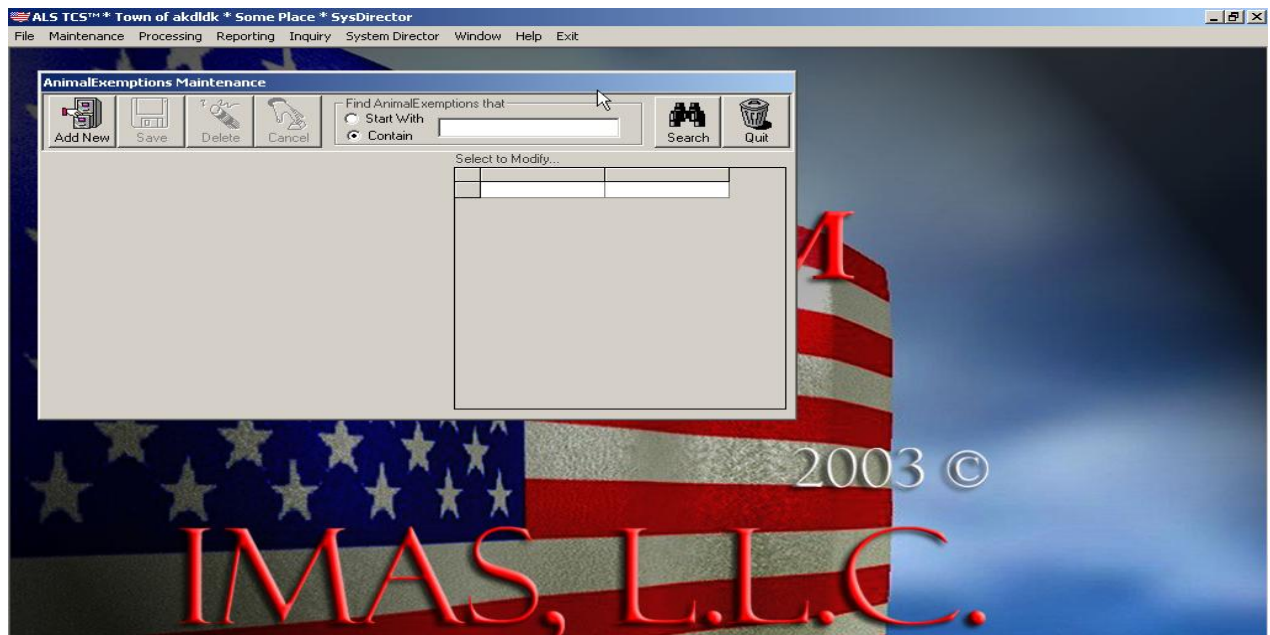 ALS TCS™ * Town of akdldk * Some Place * SysDirector
File Maintenance Processing Reporting Inquiry System Director Window Help Exit
AnimalExemptions Maintenance
Add New Save Delete Cancel
Find AnimalExemptions that
Start With
Contain
Search Quit
Select to Modify...
M
2003 ©
IMAS, L.L.C.